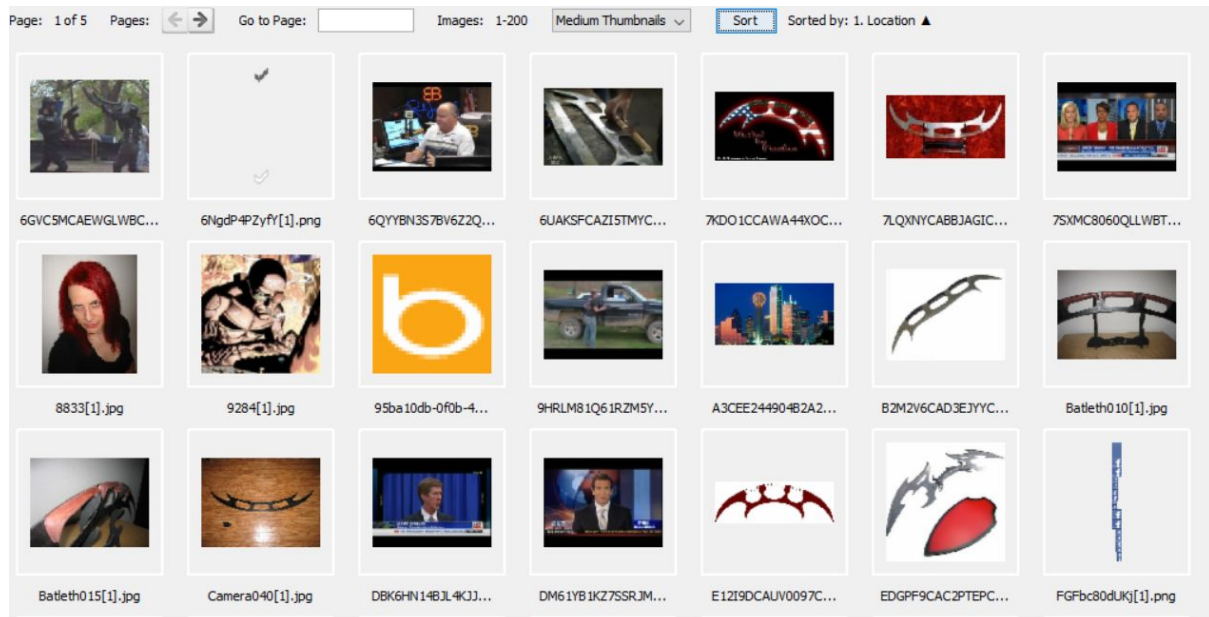 Page: 1 of 5 Pages: Go to Page: Images: 1-200 Medium Thumbnails Sort Sorted by: 1. Location ▲
6GVC5MCAEWGLWBC... 6NgdP4PZyfY[1].png 6QYYBN3S7BV6Z2Q... 6UAKSFCAZI5TMYC... 7KDO1CCAWA44XOC... 7LQXNYCABBJAGIC... 7SXMC8060QLLWBT...
8833[1].jpg 9284[1].jpg 95ba10db-0f0b-4... 9HRLM81Q61RZM5Y... A3CEE244904B2A2... B2M2V6CAD3EJYYC... Batleth010[1].jpg
Batleth015[1].jpg Camera040[1].jpg DBK6HN14BJL4KJJ... DM61YB1KZ7SSRJM... E12I9DCAUV0097C... EDGPF9CAC2PTEPC... FGFbc80dUKj[1].png